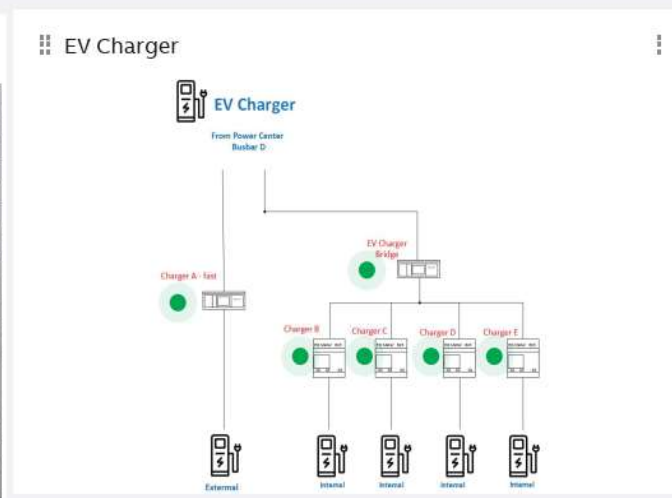 EV Charger
EV Charger
From Power Center
Busbar D
EV Charger
Bridge
Charger A - fast
Charger B
Charger C
Charger D
Charger E
External
Internal
Internal
Internal
Internal